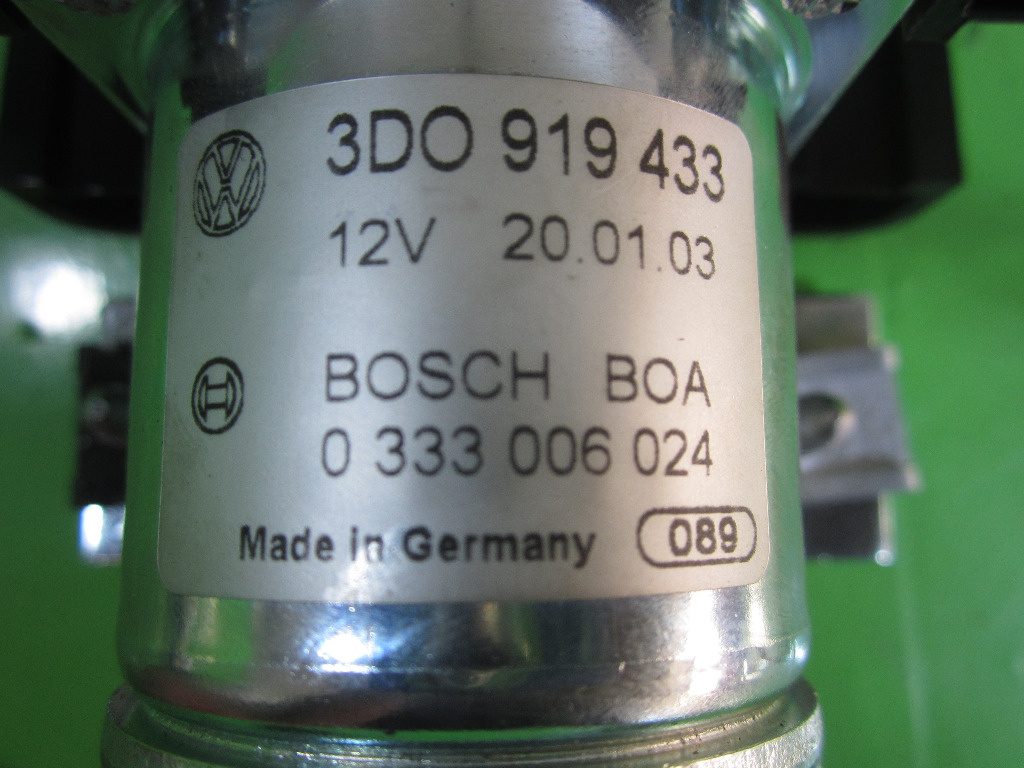 3DO 919 433
12V 20.01.03
BOSCH BOA
0 333 006 024
Made in Germany 089